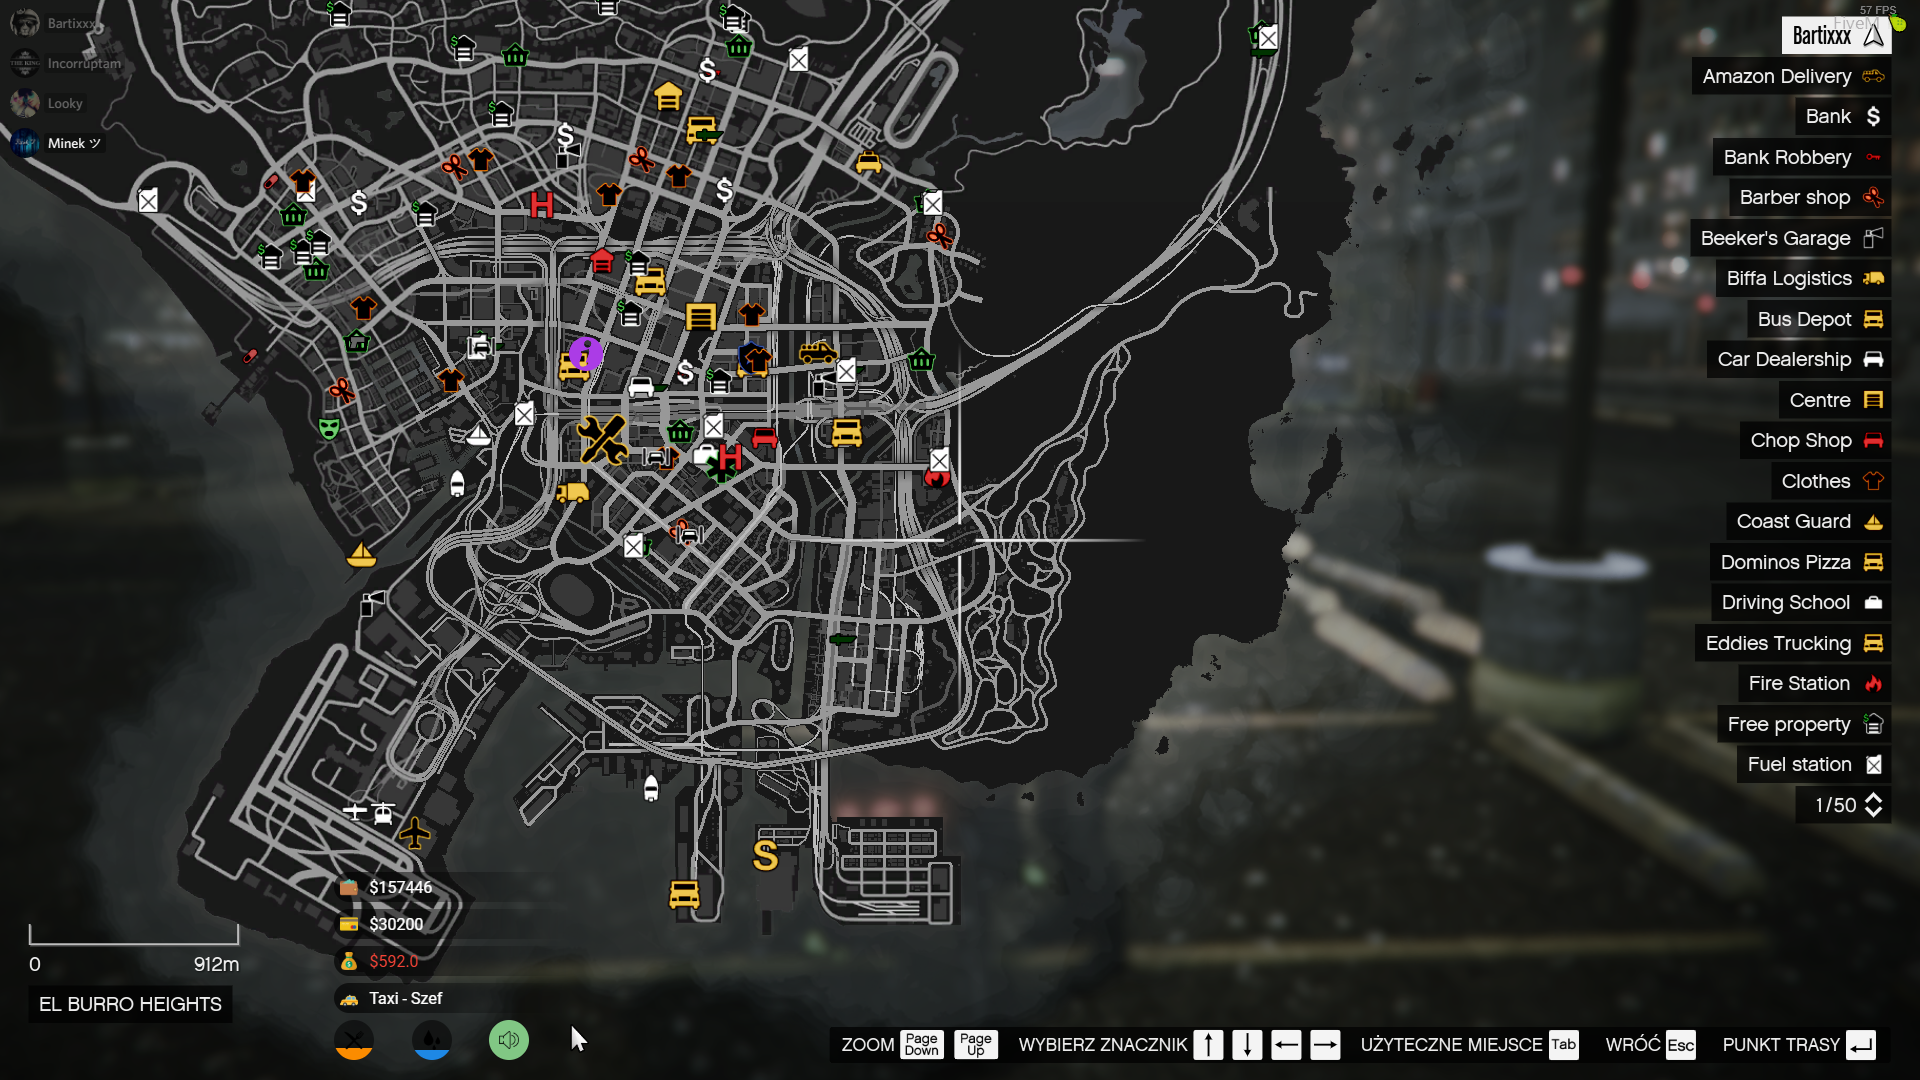 Bartixxx
Incorruptam
Looky
Minek ツ
57 FPS
FiveM
Bartixxx
Amazon Delivery
Bank $
Bank Robbery
Barber shop
Beeker's Garage
Biffa Logistics
Bus Depot
Car Dealership
Centre
Chop Shop
Clothes
Coast Guard
Dominos Pizza
Driving School
Eddies Trucking
Fire Station
Free property
Fuel station
1/50
$157446
$30200
$592.0
Taxi - Szef
0 912m
EL BURRO HEIGHTS
ZOOM Page Down Page Up WYBIERZ ZNACZNIK ↑ ↓ ← → UŻYTECZNE MIEJSCE Tab WRÓĆ Esc PUNKT TRASY ↵